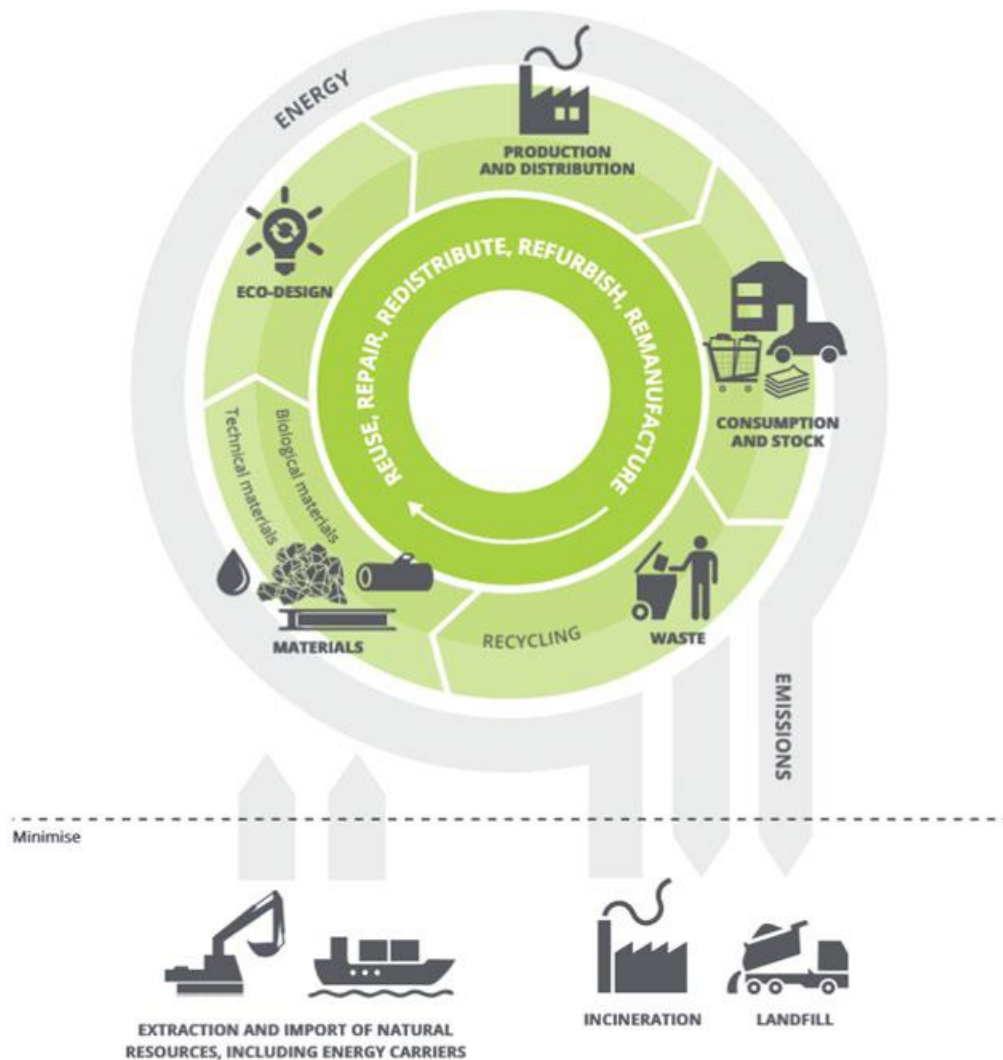 ENERGY
PRODUCTION
AND DISTRIBUTION
ECO-DESIGN
REUSE, REPAIR, REDISTRIBUTE, REFURBISH, REMANUFACTURE
CONSUMPTION
AND STOCK
Technical materials
Biological materials
MATERIALS
RECYCLING
WASTE
EMISSIONS
Minimise
EXTRACTION AND IMPORT OF NATURAL
RESOURCES, INCLUDING ENERGY CARRIERS
INCINERATION
LANDFILL